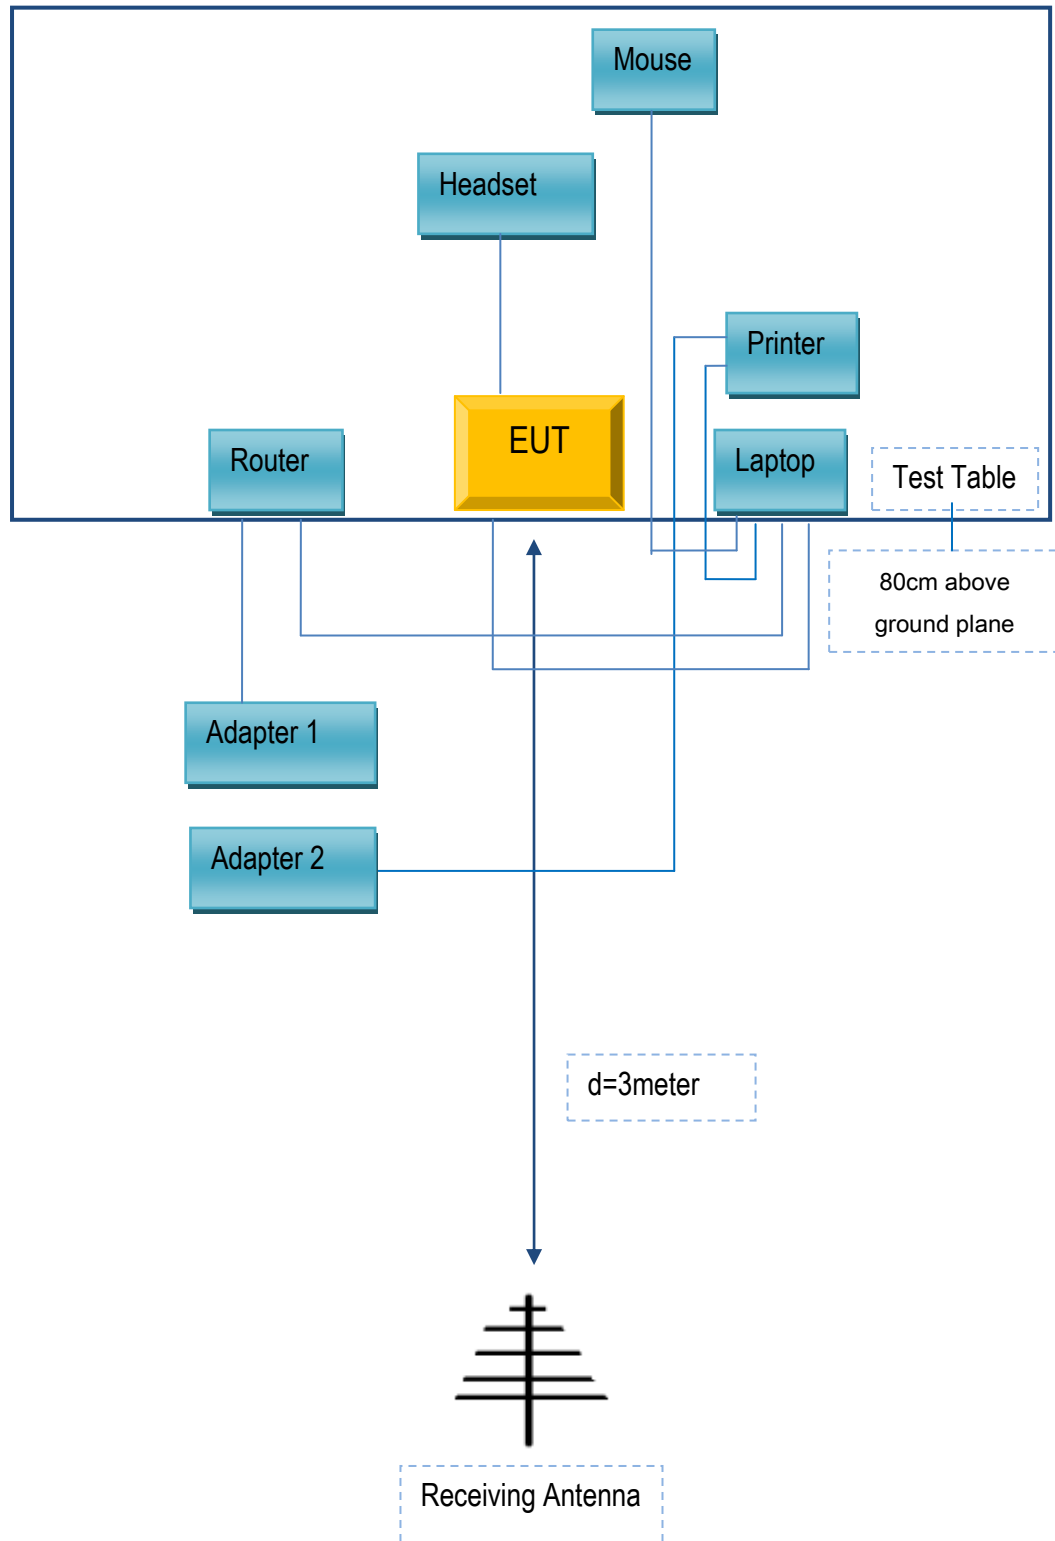 Mouse
Headset
Printer
EUT
Router
Laptop
Test Table
80cm above
ground plane
Adapter 1
Adapter 2
d=3meter
Receiving Antenna